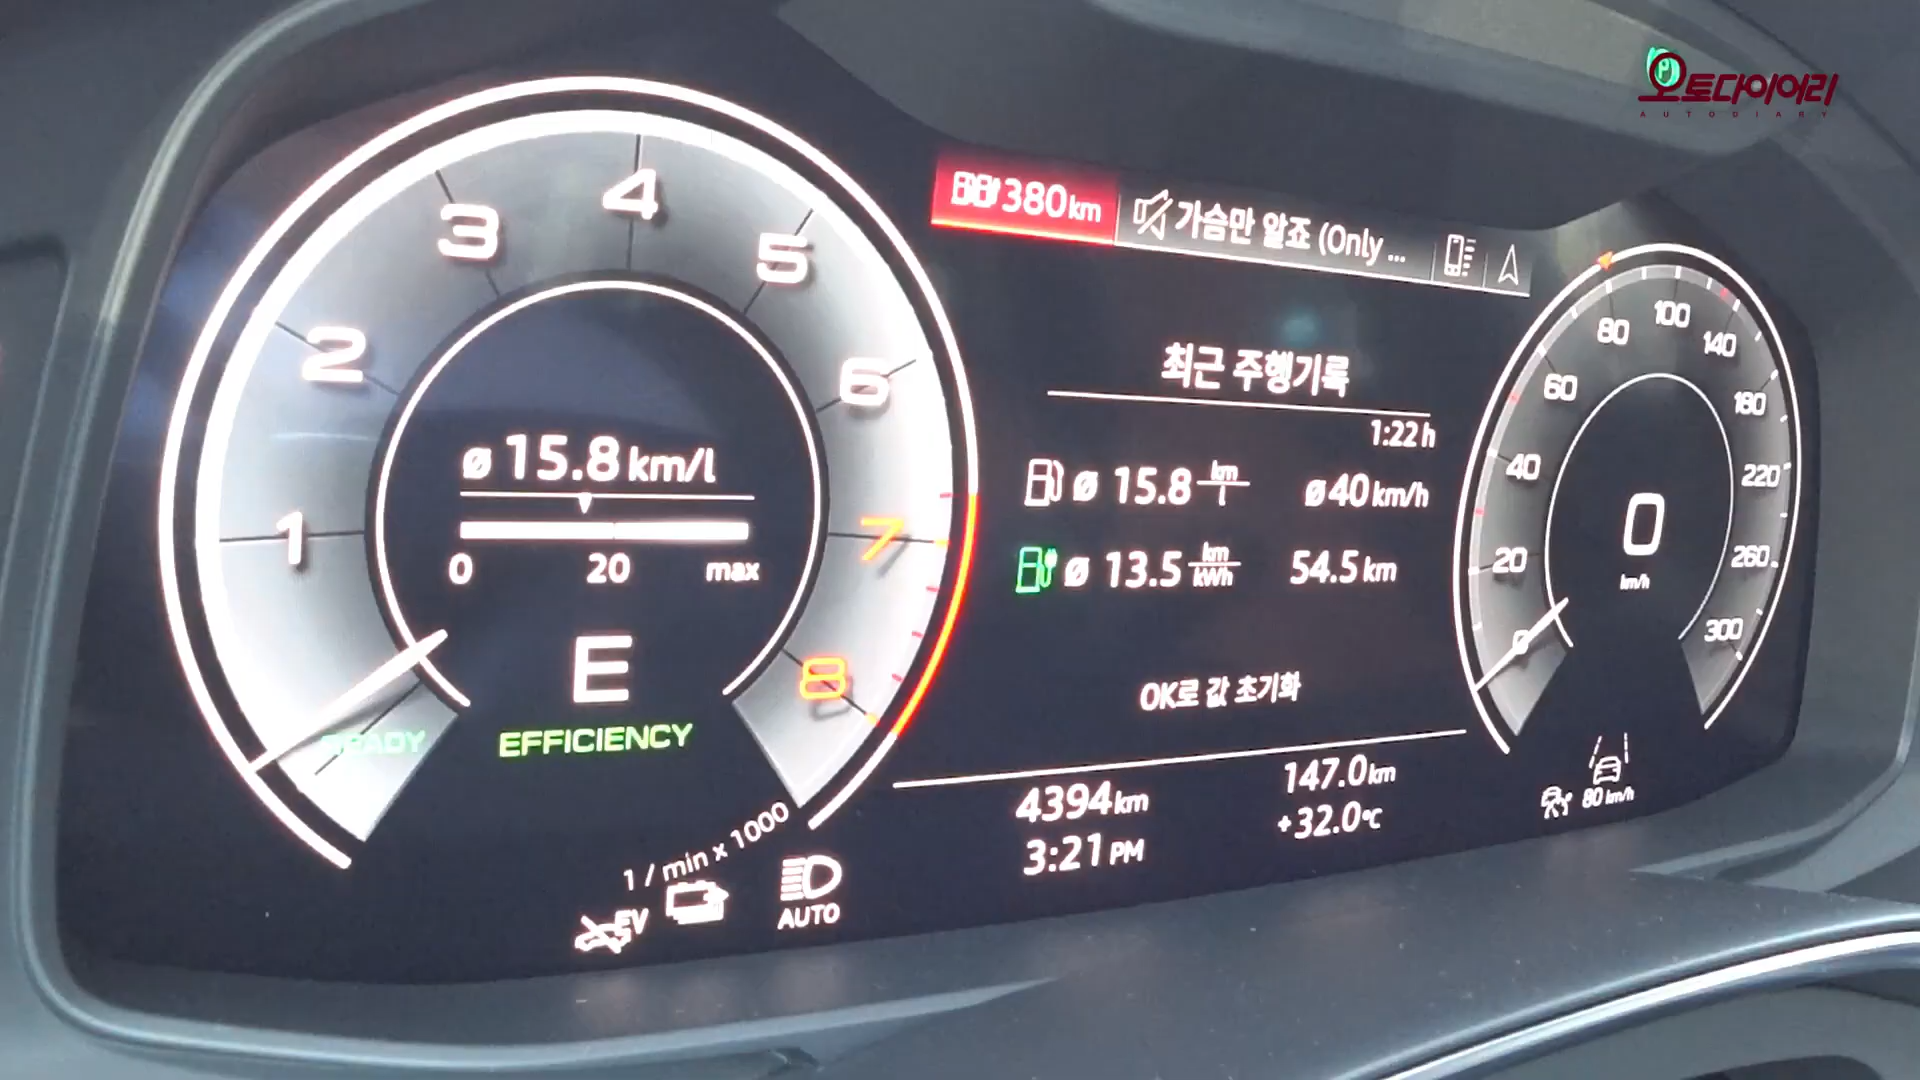 오토다이어리
AUTODIARY
380km
가슴만 알죠 (Only ...
1
2
3
4
5
6
7
8
ø 15.8 km/l
0 20 max
E
READY
EFFICIENCY
1 / min x 1000
EV
AUTO
최근 주행기록
1:22 h
ø 15.8 km/l ø 40 km/h
ø 13.5 km/kWh 54.5 km
OK로 값 초기화
4394km 147.0km
3:21 PM +32.0°C
0
20
40
60
80
100
140
180
220
260
300
0
km/h
80 km/h